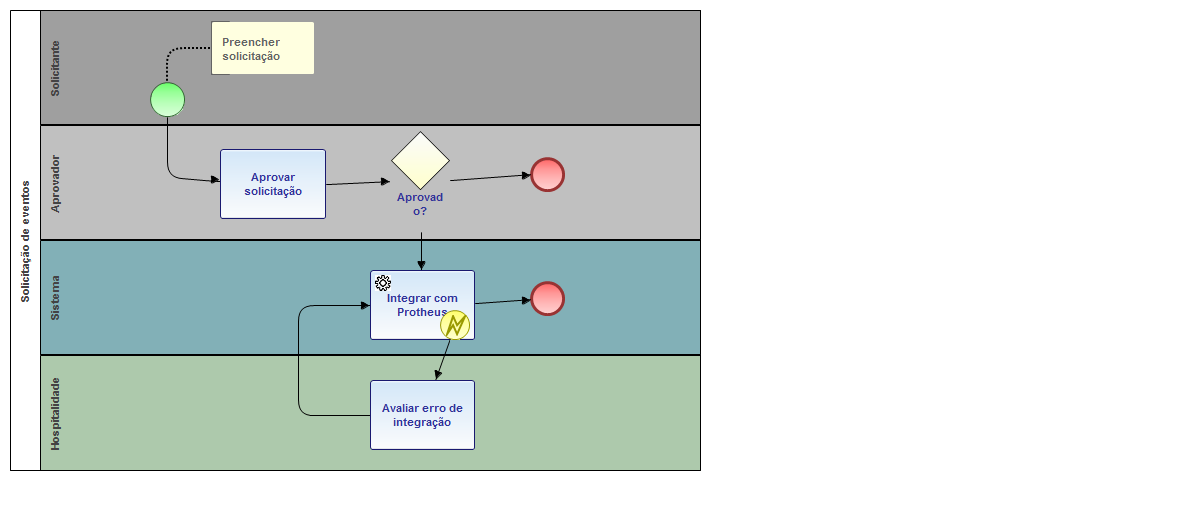 Solicitação de eventos
Solicitante
Preencher
solicitação
Aprovador
Aprovar
solicitação
Aprovad
o?
Sistema
Integrar com
Protheus
Hospitalidade
Avaliar erro de
integração